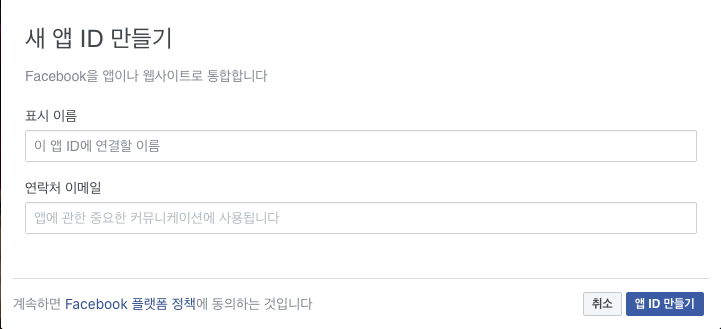 새 앱 ID 만들기
Facebook을 앱이나 웹사이트로 통합합니다
표시 이름
이 앱 ID에 연결할 이름
연락처 이메일
앱에 관한 중요한 커뮤니케이션에 사용됩니다
계속하면 Facebook 플랫폼 정책에 동의하는 것입니다 취소 앱 ID 만들기